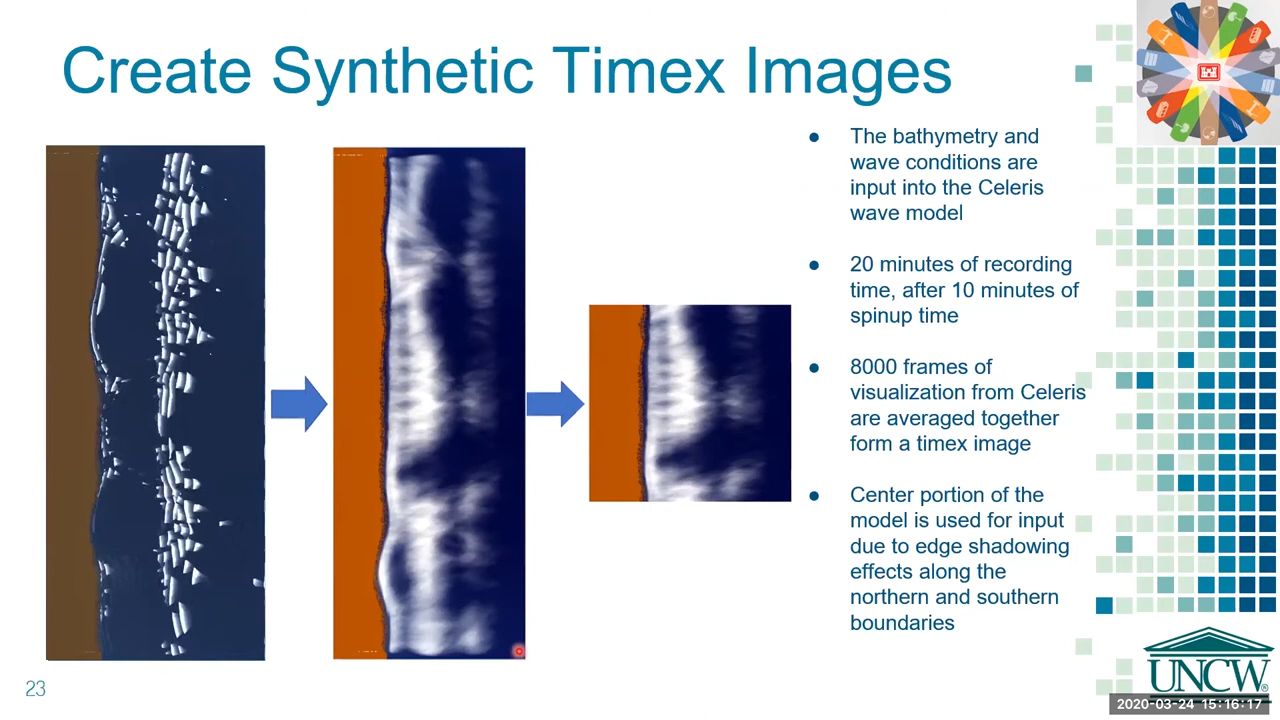 Create Synthetic Timex Images
● The bathymetry and
wave conditions are
input into the Celeris
wave model
● 20 minutes of recording
time, after 10 minutes of
spinup time
● 8000 frames of
visualization from Celeris
are averaged together
form a timex image
● Center portion of the
model is used for input
due to edge shadowing
effects along the
northern and southern
boundaries
23
UNCW®
2020-03-24 15:16:17